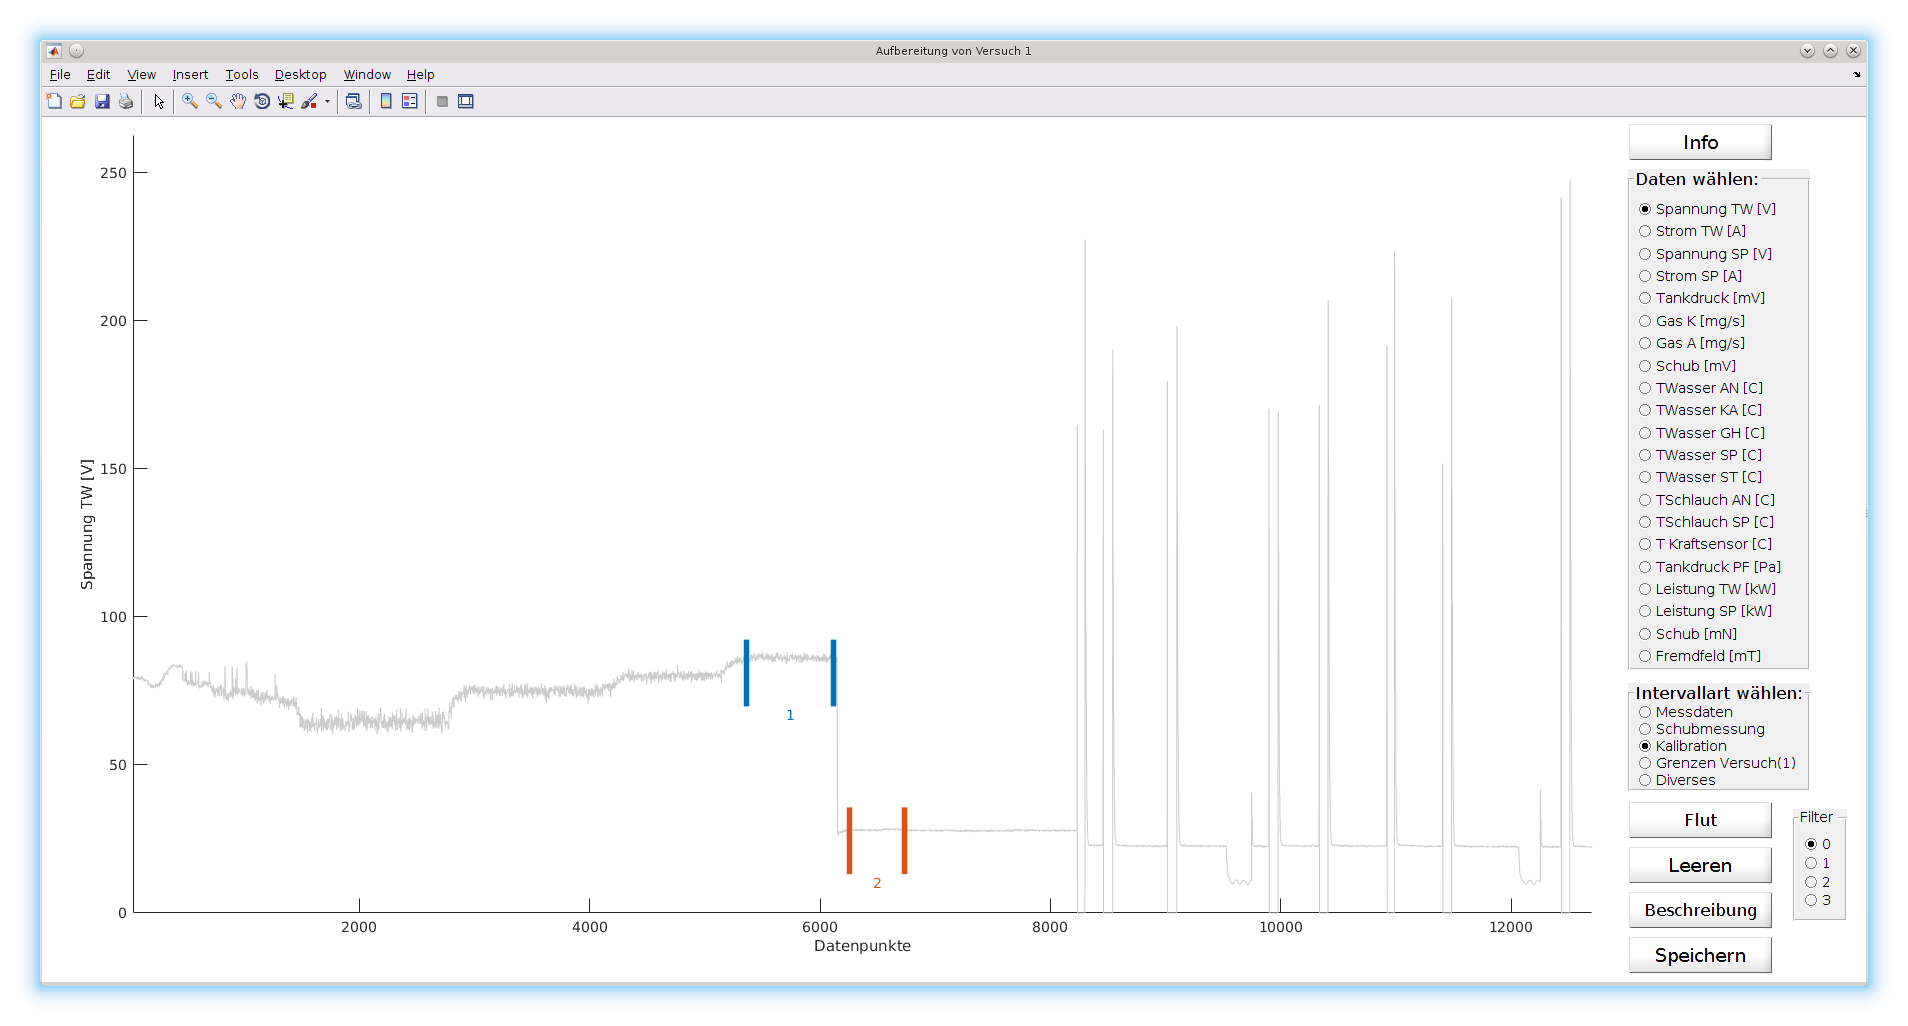 Aufbereitung von Versuch 1
File Edit View Insert Tools Desktop Window Help
250
200
150
100
50
0
Spannung TW [V]
1
2
2000 4000 6000 8000 10000 12000
Datenpunkte
Info
Daten wählen:
Spannung TW [V]
Strom TW [A]
Spannung SP [V]
Strom SP [A]
Tankdruck [mV]
Gas K [mg/s]
Gas A [mg/s]
Schub [mV]
TWasser AN [C]
TWasser KA [C]
TWasser GH [C]
TWasser SP [C]
TWasser ST [C]
TSchlauch AN [C]
TSchlauch SP [C]
T Kraftsensor [C]
Tankdruck PF [Pa]
Leistung TW [kW]
Leistung SP [kW]
Schub [mN]
Fremdfeld [mT]
Intervallart wählen:
Messdaten
Schubmessung
Kalibration
Grenzen Versuch(1)
Diverses
Flut
Leeren
Beschreibung
Speichern
Filter
0
1
2
3